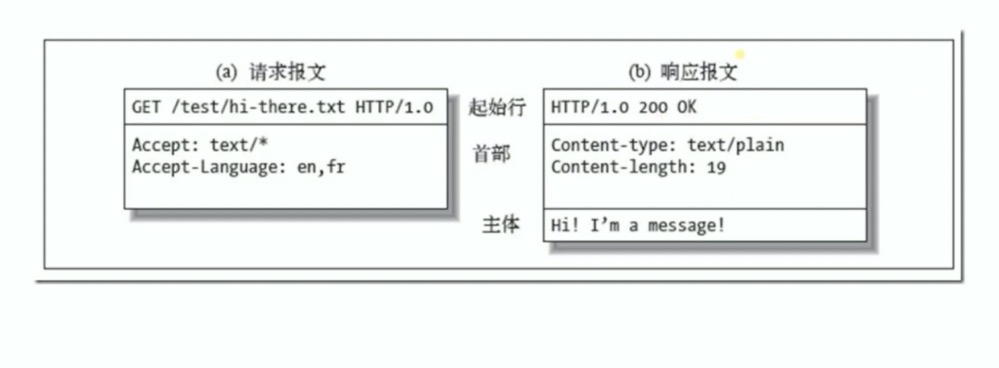 (a) 请求报文
GET /test/hi-there.txt HTTP/1.0
Accept: text/*
Accept-Language: en,fr
起始行
首部
主体
(b) 响应报文
HTTP/1.0 200 OK
Content-type: text/plain
Content-length: 19
Hi! I’m a message!